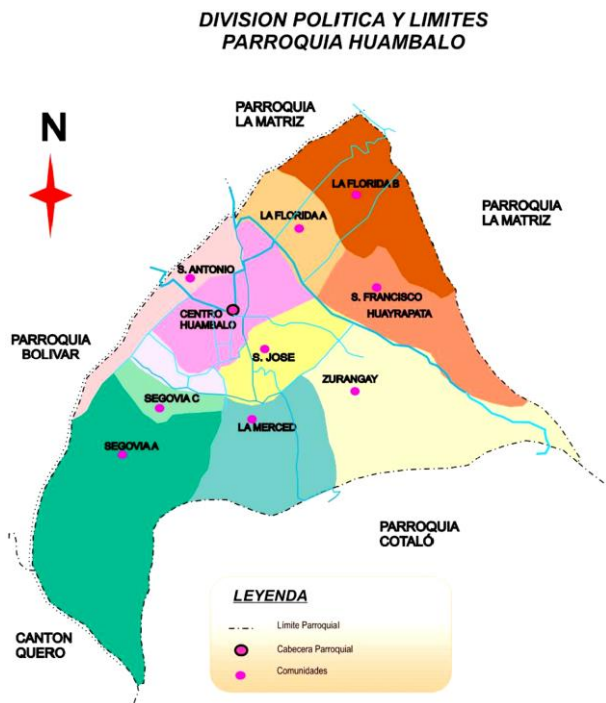 DIVISION POLITICA Y LIMITES
PARROQUIA HUAMBALO
PARROQUIA
LA MATRIZ
N
LA FLORIDA B
LA FLORIDA A
PARROQUIA
LA MATRIZ
S. ANTONIO
S. FRANCISCO
HUAYRAPATA
CENTRO
HUAMBALO
PARROQUIA
BOLIVAR
S. JOSE
ZURANGAY
SEGOVIA C
LA MERCED
SEGOVIA A
PARROQUIA
COTALÓ
LEYENDA
Límite Parroquial
Cabecera Parroquial
Comunidades
CANTON
QUERO